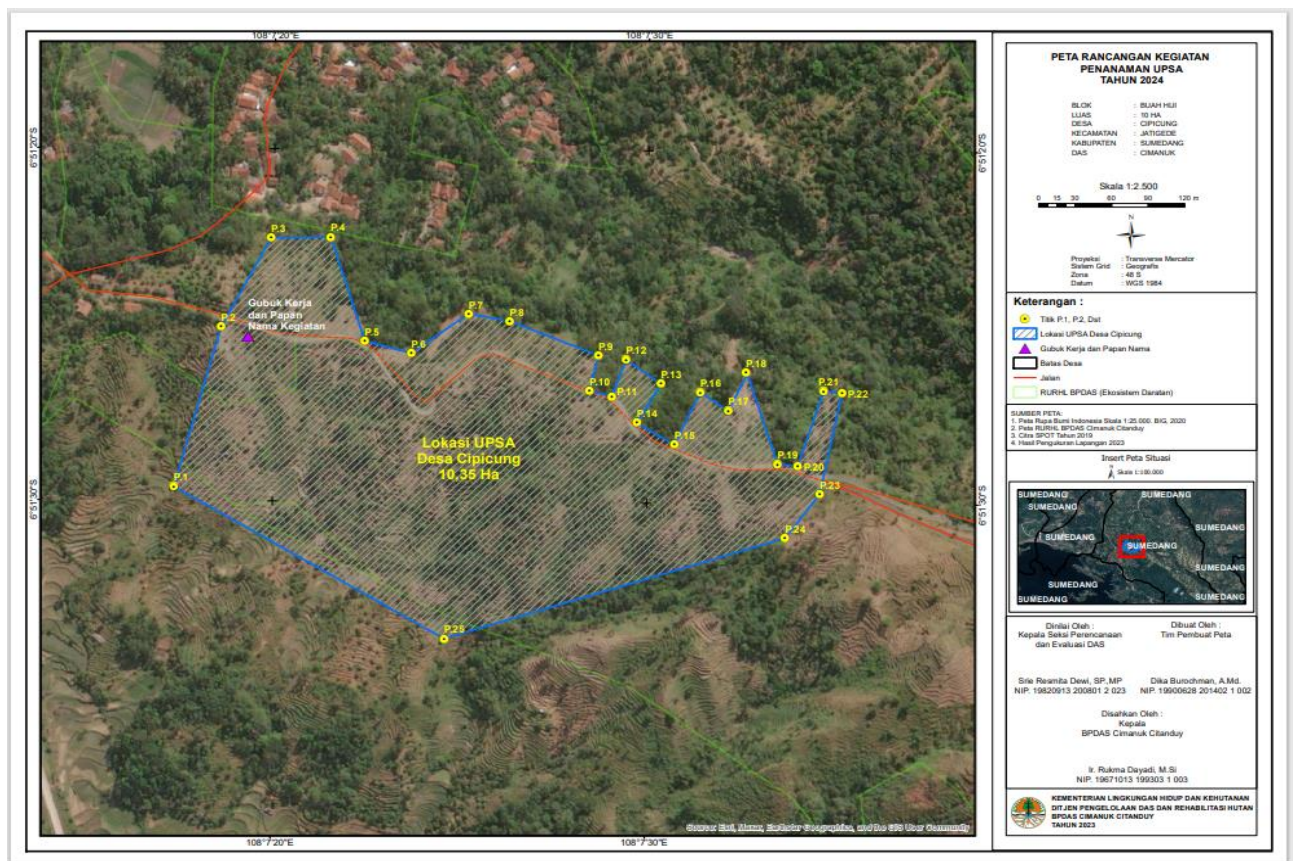 108°7'20"E
108°7'30"E
6°51'20"S
6°51'20"S
P.3
P.4
Gubuk Kerja
dan Papan
Nama Kegiatan
P.2
P.5
P.6
P.7
P.8
P.9
P.12
P.10
P.11
P.13
P.18
P.16
P.17
P.14
P.15
P.21
P.22
Lokasi UPSA
Desa Cipicung
10,35 Ha
P.19
P.20
P.1
P.23
6°51'30"S
6°51'30"S
P.24
P.25
Source: Esri, Maxar, Earthstar Geographics, and the GIS User Community
108°7'20"E
108°7'30"E
PETA RANCANGAN KEGIATAN
PENANAMAN UPSA
TAHUN 2024
BLOK : BUAH HUI
LUAS : 10 HA
DESA : CIPICUNG
KECAMATAN : JATIGEDE
KABUPATEN : SUMEDANG
DAS : CIMANUK
Skala 1:2.500
0 15 30 60 90 120 m
N
Proyeksi : Transverse Mercator
Sistem Grid : Geografis
Zona : 48 S
Datum : WGS 1984
Keterangan :
Titik P.1, P.2, Dst
Lokasi UPSA Desa Cipicung
Gubuk Kerja dan Papan Nama
Batas Desa
Jalan
RURHL BPDAS (Ekosistem Daratan)
SUMBER PETA:
1. Peta Rupa Bumi Indonesia Skala 1:25.000. BIG, 2020
2. Peta RURHL BPDAS Cimanuk Citanduy
3. Citra SPOT Tahun 2019
4. Hasil Pengukuran Lapangan 2023
Insert Peta Situasi
Skala 1:100.000
SUMEDANG
SUMEDANG
SUMEDANG
SUMEDANG
SUMEDANG
SUMEDANG
SUMEDANG
SUMEDANG
SUMEDANG
SUMEDANG
Dinilai Oleh :
Kepala Seksi Perencanaan
dan Evaluasi DAS
Dibuat Oleh :
Tim Pembuat Peta
Srie Resmita Dewi, SP.,MP
NIP. 19820913 200801 2 023
Dika Burochman, A.Md.
NIP. 19900628 201402 1 002
Disahkan Oleh :
Kepala
BPDAS Cimanuk Citanduy
Ir. Rukma Dayadi, M.Si
NIP. 19671013 199303 1 003
KEMENTERIAN LINGKUNGAN HIDUP DAN KEHUTANAN
DITJEN PENGELOLAAN DAS DAN REHABILITASI HUTAN
BPDAS CIMANUK CITANDUY
TAHUN 2023